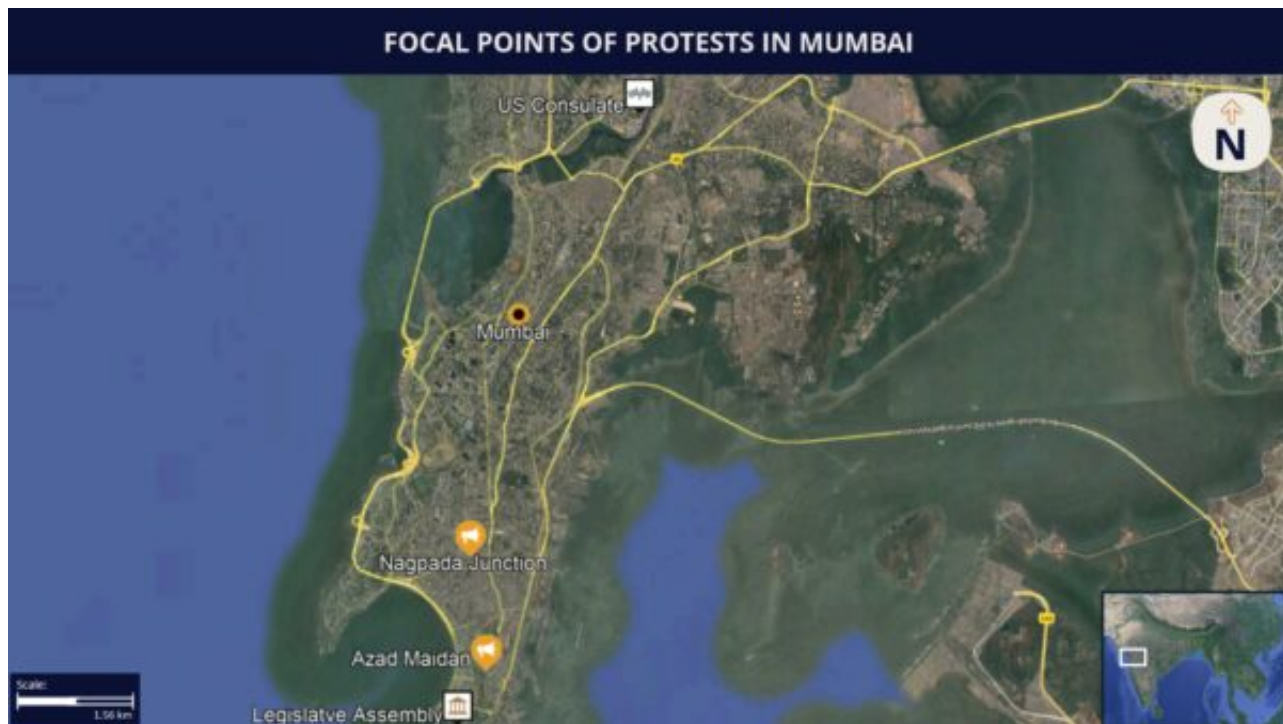 FOCAL POINTS OF PROTESTS IN MUMBAI
US Consulate
N
Mumbai
Nagpada Junction
Azad Maidan
Legislatve Assembly
Scale:
1.56 km